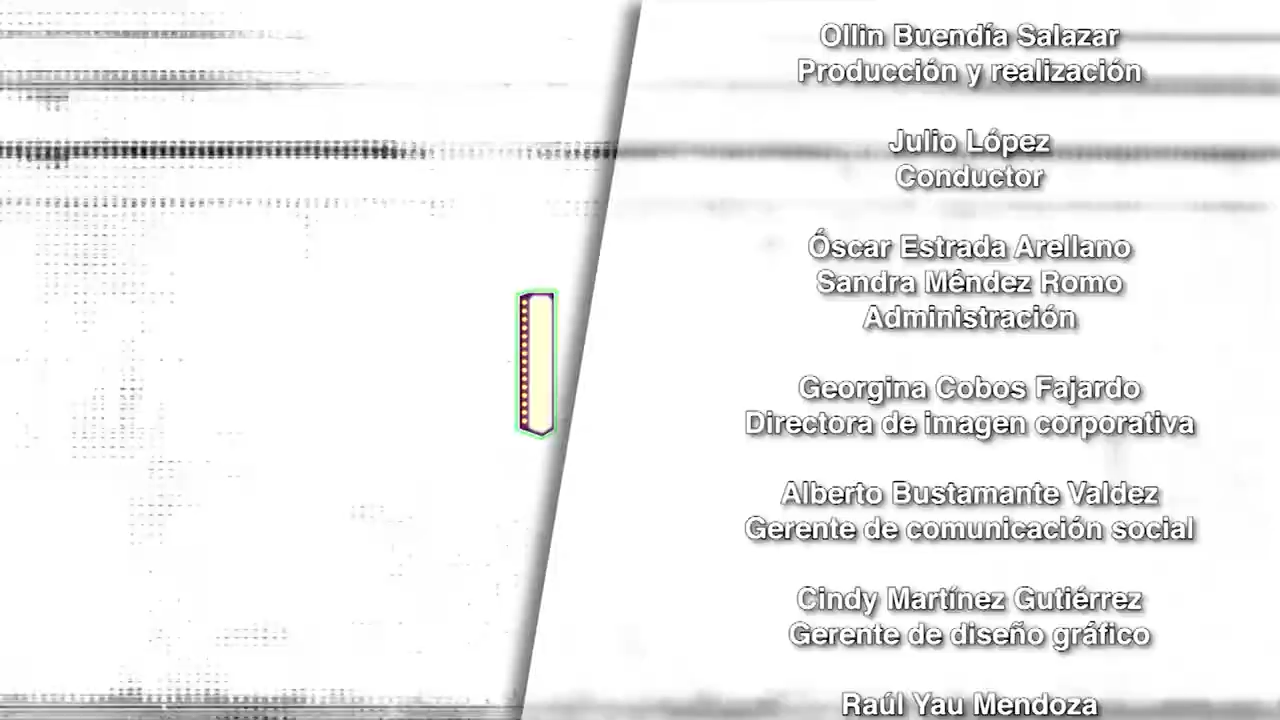 Ollin Buendía Salazar
Producción y realización
Julio López
Conductor
Óscar Estrada Arellano
Sandra Méndez Romo
Administración
Georgina Cobos Fajardo
Directora de imagen corporativa
Alberto Bustamante Valdez
Gerente de comunicación social
Cindy Martínez Gutiérrez
Gerente de diseño gráfico
Raúl Yau Mendoza